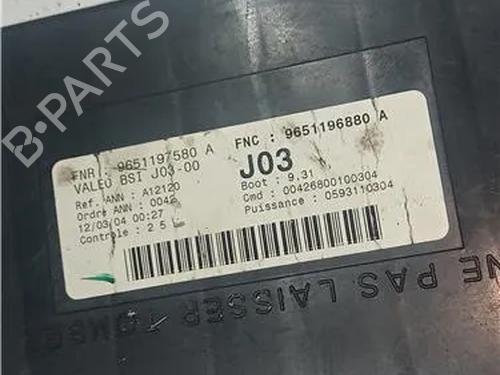 B-PARTS
FNR : 9651197580 A
FNC : 9651196880 A
VALEO BSI J03-00
J03
Ref. ANN : A12120
Boot : 9.31
Ordre ANN : 0042
Cmd : 00426800100304
12/03/04 00:27
Puissance : 0593110304
Controle : 2 5
NE PAS LAISSER